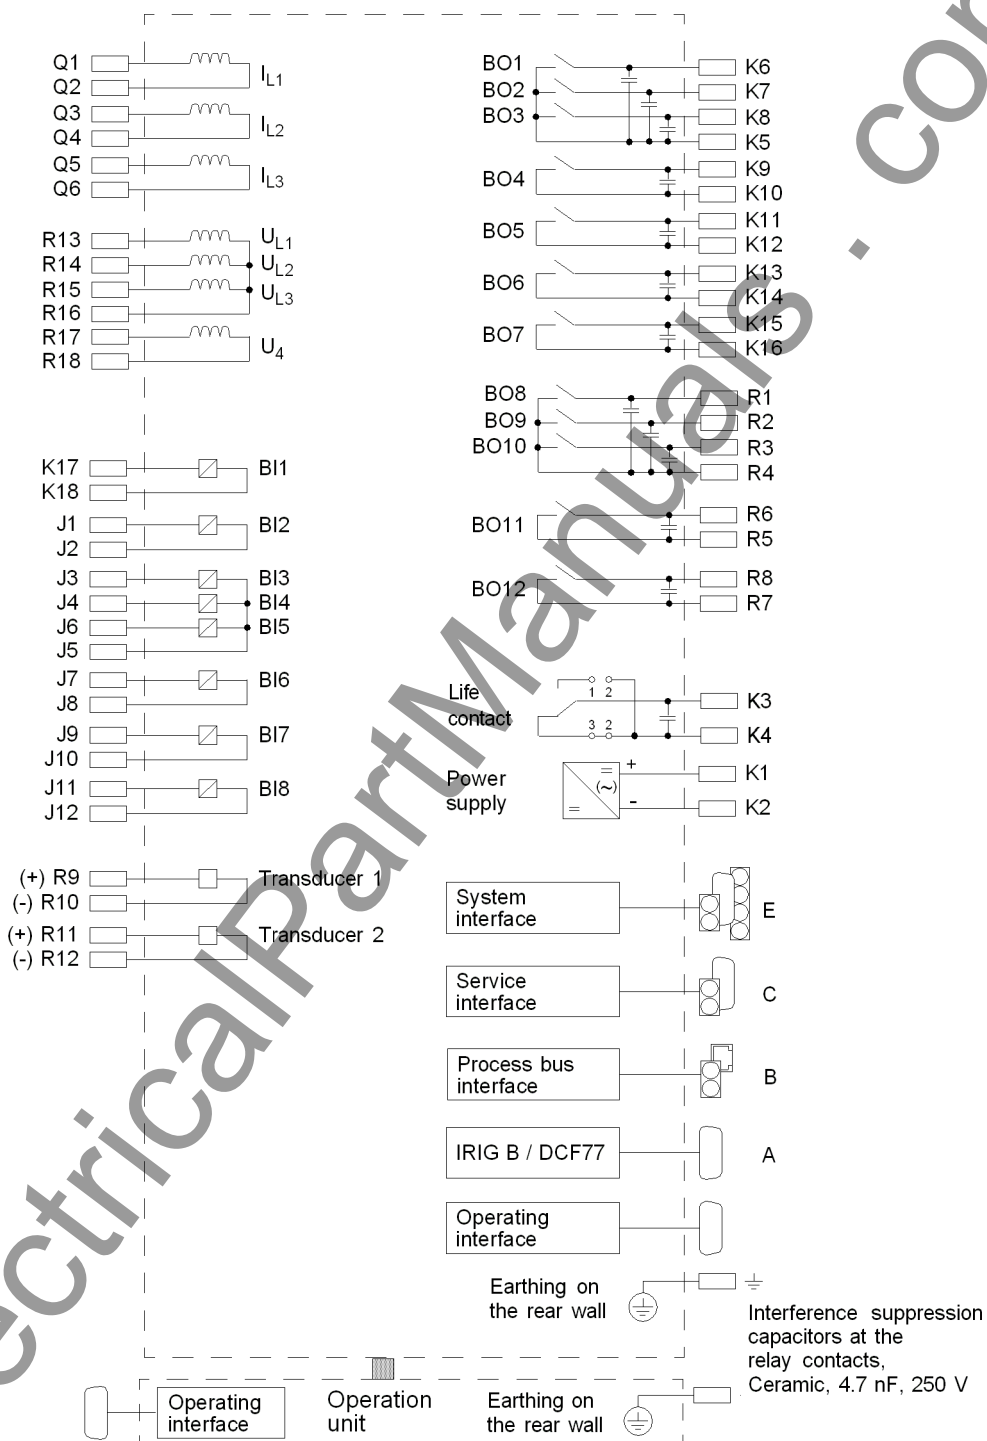 Q1
Q2
I L1
Q3
Q4
I L2
Q5
Q6
I L3
R13
U L1
R14
U L2
R15
U L3
R16
R17
R18
U 4
K17
BI1
K18
J1
BI2
J2
J3
BI3
J4
BI4
J6
BI5
J5
J7
BI6
J8
J9
BI7
J10
J11
BI8
J12
(+) R9
Transducer 1
(-) R10
(+) R11
Transducer 2
(-) R12
BO1
K6
BO2
K7
BO3
K8
K5
BO4
K9
K10
BO5
K11
K12
BO6
K13
K14
BO7
K15
K16
BO8
R1
BO9
R2
BO10
R3
R4
BO11
R6
R5
BO12
R8
R7
Life
contact
1 2
3 2
K3
K4
Power
supply
=
(~)
=
+
-
K1
K2
System
interface
E
Service
interface
C
Process bus
interface
B
IRIG B / DCF77
A
Operating
interface
Earthing on
the rear wall
Interference suppression
capacitors at the
relay contacts,
Ceramic, 4.7 nF, 250 V
Operating
interface
Operation
unit
Earthing on
the rear wall
ectricalPartManuals . com